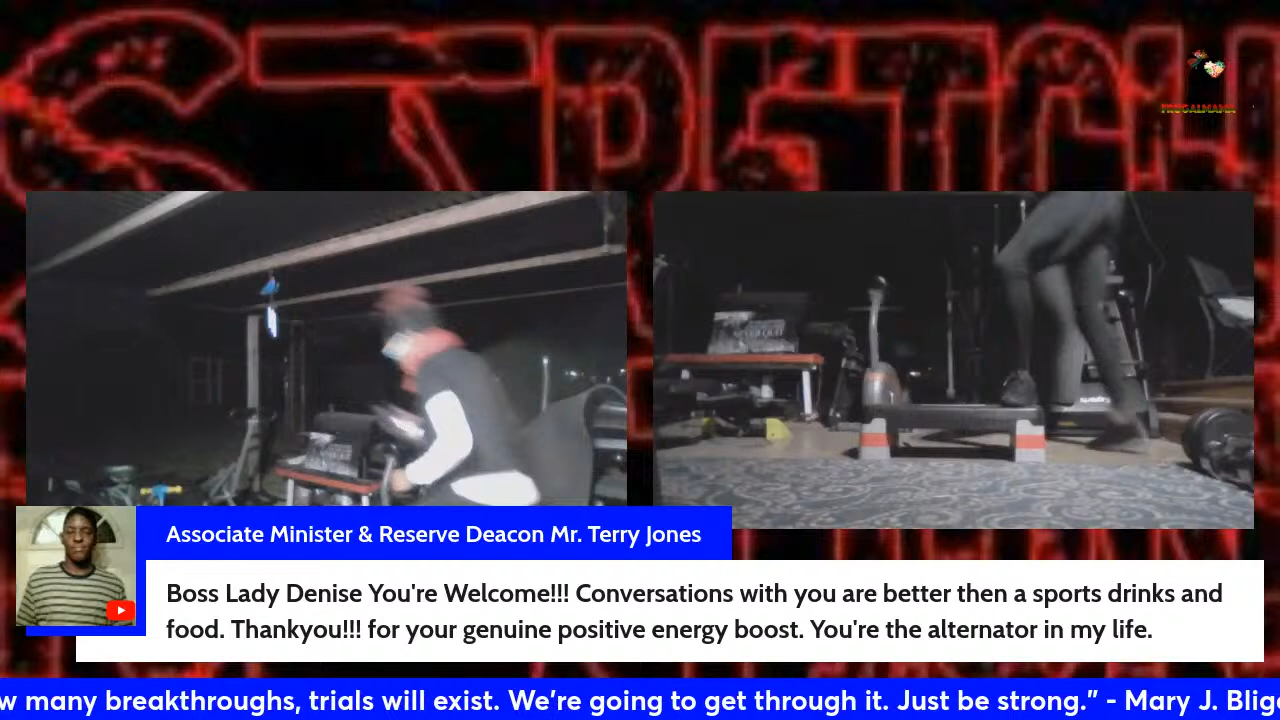 STRETCH
FRUGALMAMA
Associate Minister & Reserve Deacon Mr. Terry Jones
Boss Lady Denise You're Welcome!!! Conversations with you are better then a sports drinks and
food. Thankyou!!! for your genuine positive energy boost. You're the alternator in my life.
w many breakthroughs, trials will exist. We're going to get through it. Just be strong.” - Mary J. Blig